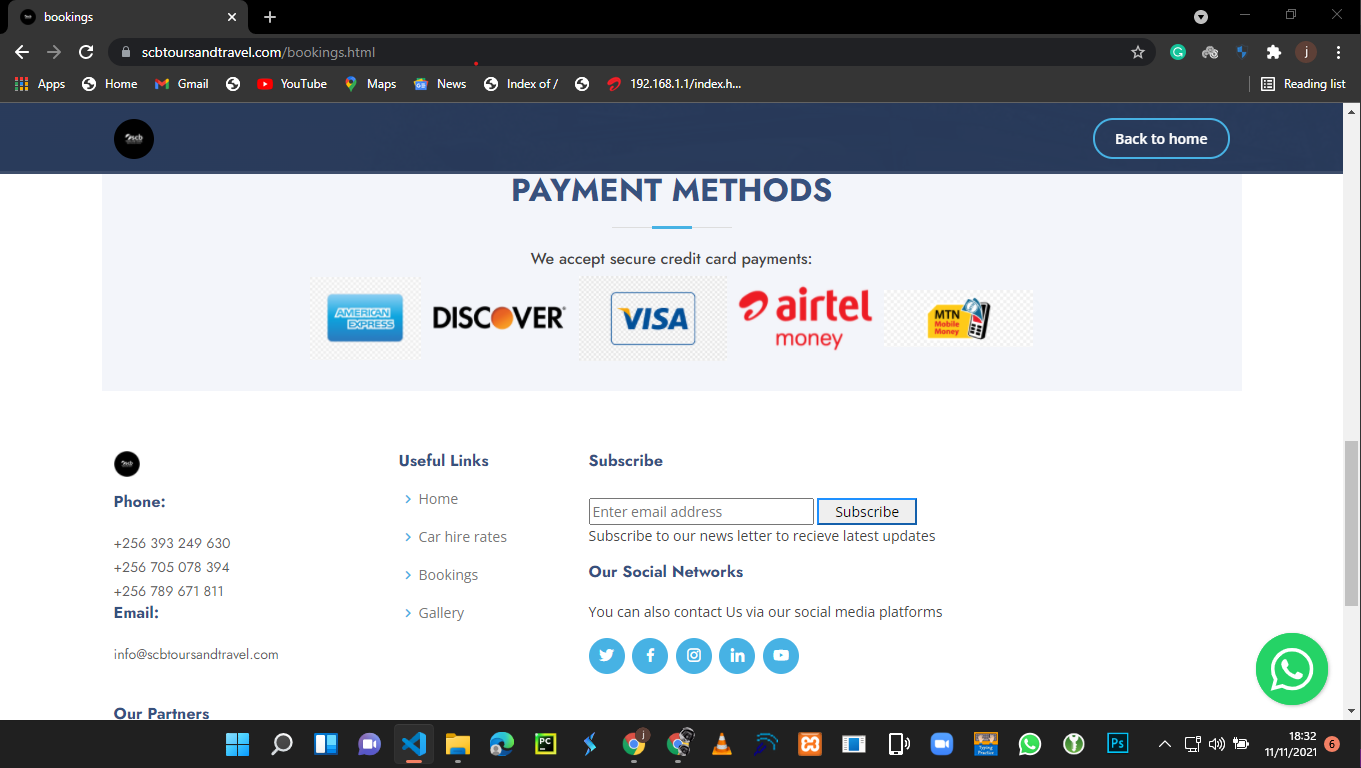 bookings
scbtoursandtravel.com/bookings.html
Apps Home Gmail YouTube Maps News Index of / 192.168.1.1/index.h... Reading list
scb Back to home
PAYMENT METHODS
We accept secure credit card payments:
AMERICAN EXPRESS DISCOVER VISA airtel money MTN Mobile Money
Useful Links
Subscribe
Phone:
Home
Enter email address Subscribe
Car hire rates
Subscribe to our news letter to recieve latest updates
+256 393 249 630
+256 705 078 394
Bookings
Our Social Networks
+256 789 671 811
Email:
Gallery
You can also contact Us via our social media platforms
info@scbtoursandtravel.com
Our Partners
18:32
11/11/2021
6